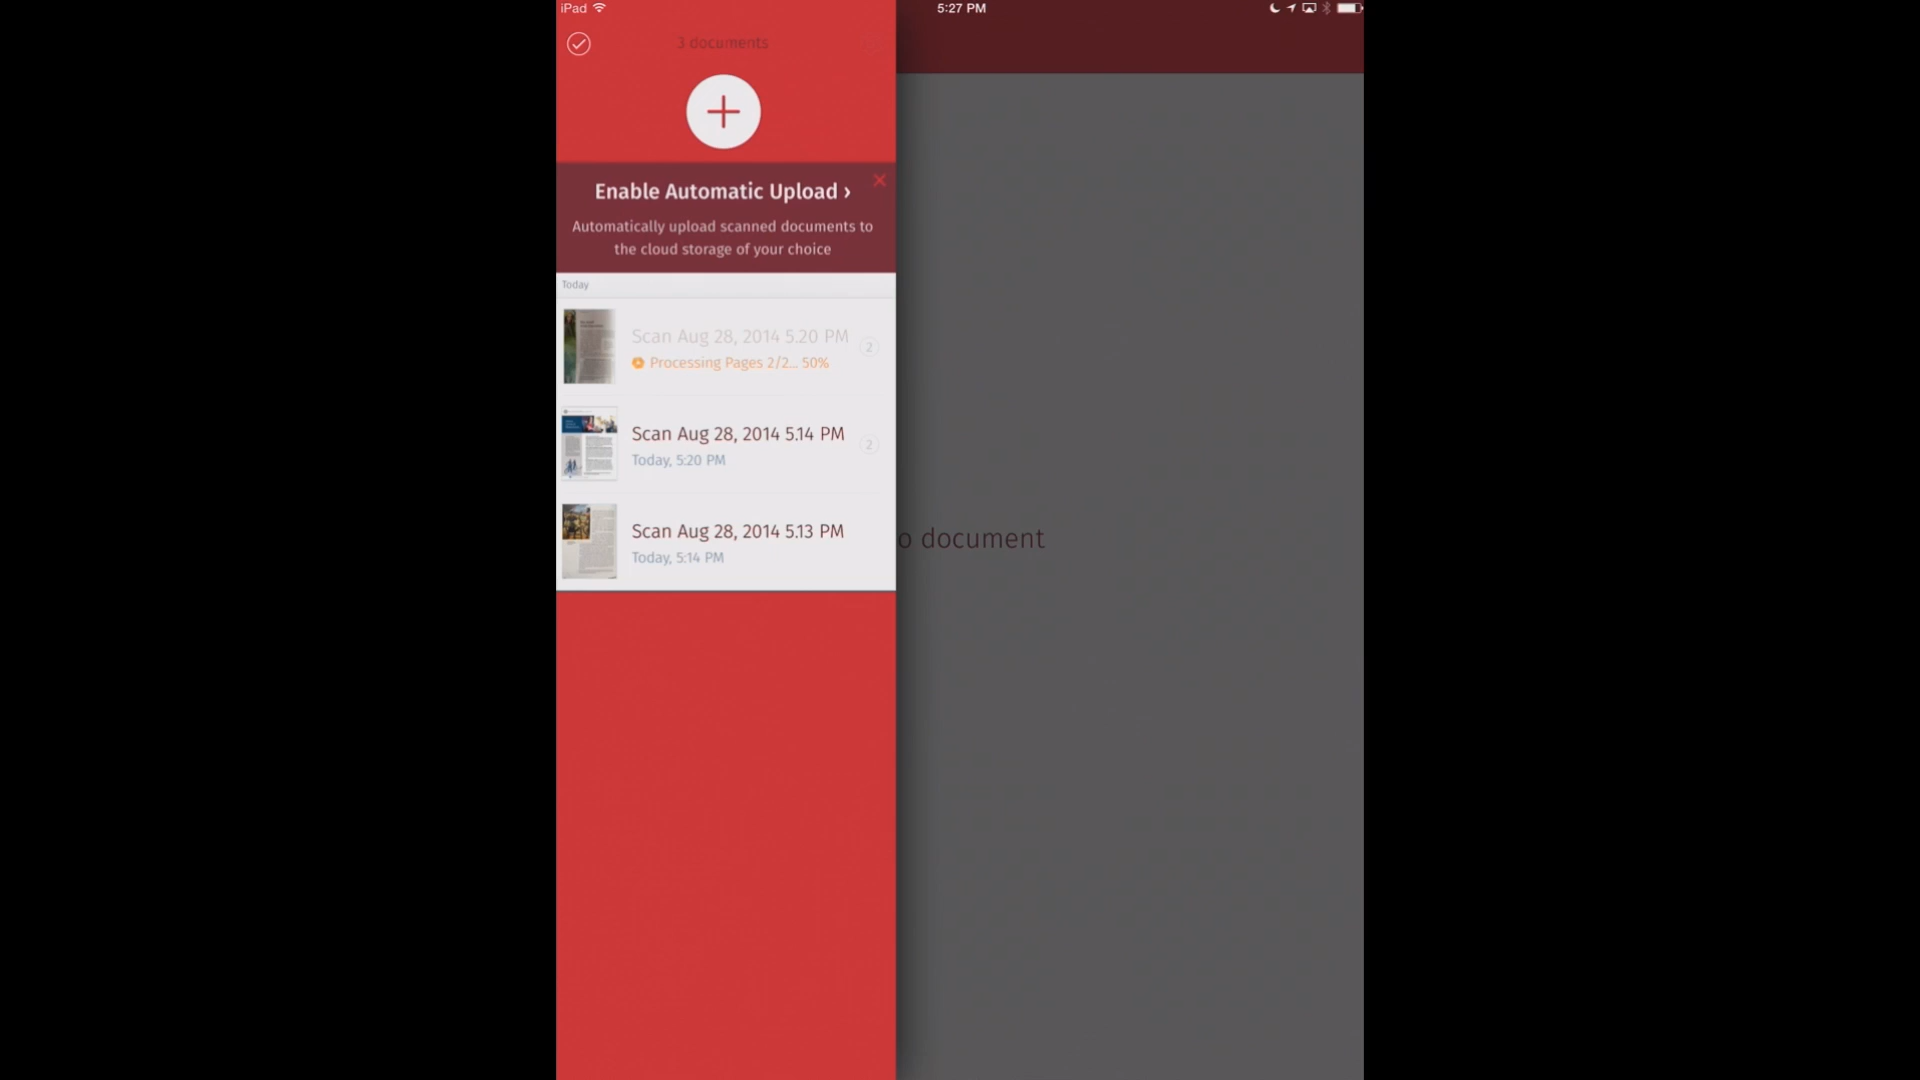 iPad
5:27 PM
3 documents
Enable Automatic Upload ›
Automatically upload scanned documents to
the cloud storage of your choice
Today
Scan Aug 28, 2014 5.20 PM
2
Processing Pages 2/2... 50%
Scan Aug 28, 2014 5.14 PM
2
Today, 5:20 PM
Scan Aug 28, 2014 5.13 PM
Today, 5:14 PM
o document